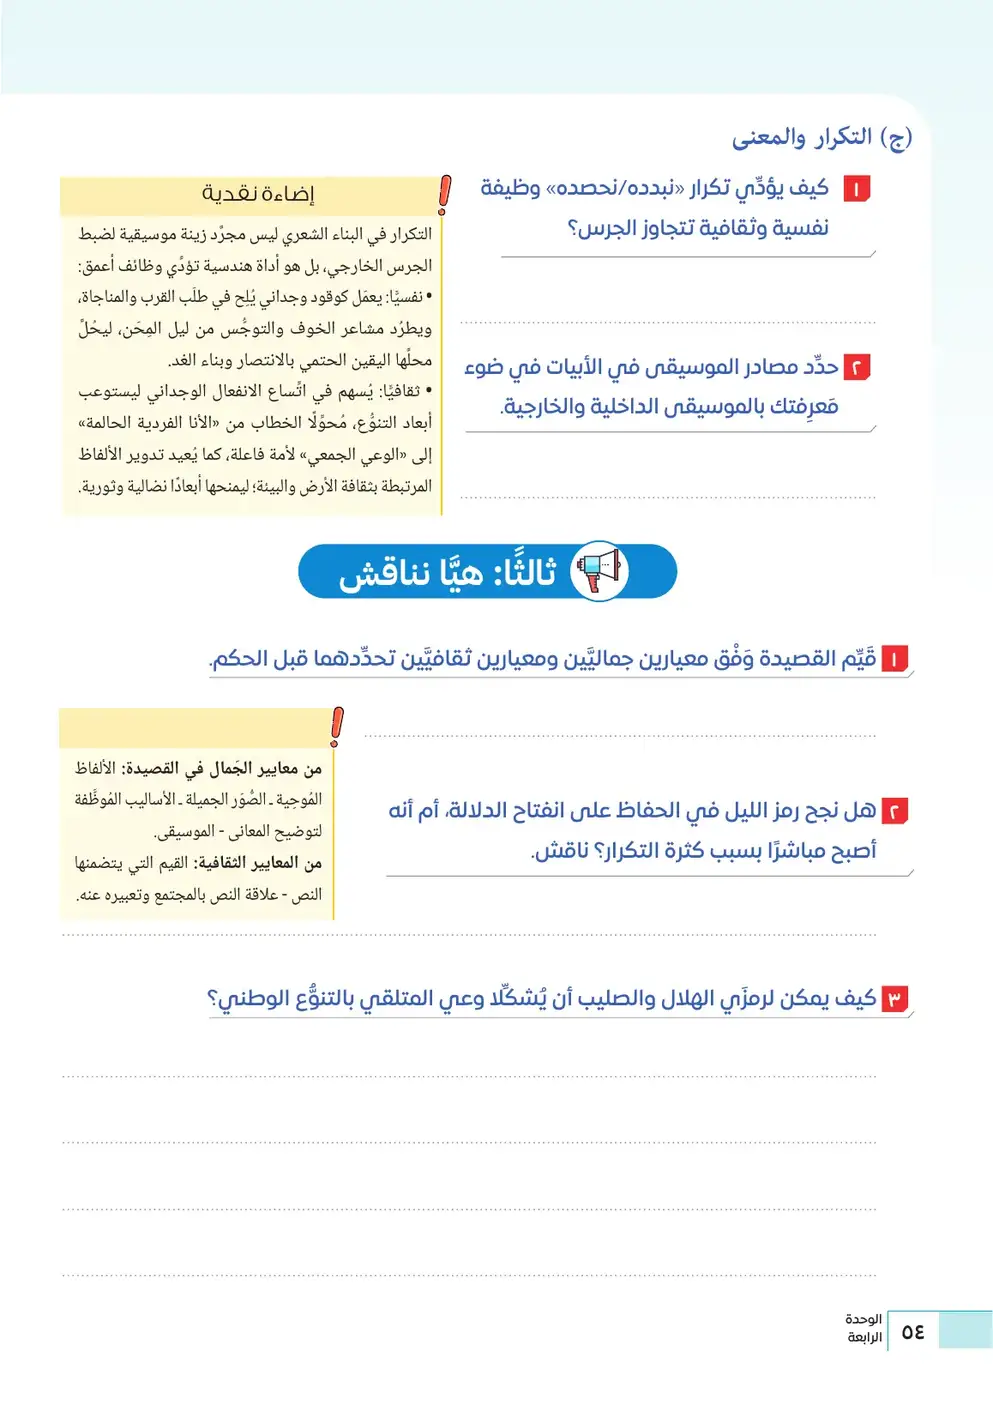 (ج) التكرار والمعنى
١ كيف يؤدِّي تكرار «نبدده/نحصده» وظيفة
نفسية وثقافية تتجاوز الجرس؟
٢ حدِّد مصادر الموسيقى في الأبيات في ضوء
مَعرِفتك بالموسيقى الداخلية والخارجية.
إضاءة نقدية
التكرار في البناء الشعري ليس مجرَّد زينة موسيقية لضبط
الجرس الخارجي، بل هو أداة هندسية تؤدِّي وظائف أعمق:
• نفسيًّا: يعمَل كوقود وجداني يُلِح في طلَب القرب والمناجاة،
ويطرُد مشاعر الخوف والتوجُّس من ليل المِحَن، ليحُلَّ
محلَّها اليقين الحتمي بالانتصار وبناء الغد.
• ثقافيًّا: يُسهم في اتِّساع الانفعال الوجداني ليستوعب
أبعاد التنوُّع، مُحوِّلًا الخطاب من «الأنا الفردية الحالمة»
إلى «الوعي الجمعي» لأمة فاعلة، كما يُعيد تدوير الألفاظ
المرتبطة بثقافة الأرض والبيئة؛ ليمنحها أبعادًا نضالية وثورية.
ثالثًا: هيَّا نناقش
١ قَيِّم القصيدة وَفْق معيارين جماليَّين ومعيارين ثقافيَّين تحدِّدهما قبل الحكم.
٢ هل نجح رمز الليل في الحفاظ على انفتاح الدلالة، أم أنه
أصبح مباشرًا بسبب كثرة التكرار؟ ناقش.
من معايير الجَمال في القصيدة: الألفاظ
المُوحِية ـ الصُّوَر الجميلة ـ الأساليب المُوظَّفة
لتوضيح المعانى - الموسيقى.
من المعايير الثقافية: القيم التي يتضمنها
النص - علاقة النص بالمجتمع وتعبيره عنه.
٣ كيف يمكن لرمزَي الهلال والصليب أن يُشكِّلا وعي المتلقي بالتنوُّع الوطني؟
الوحدة
الرابعة
٥٤